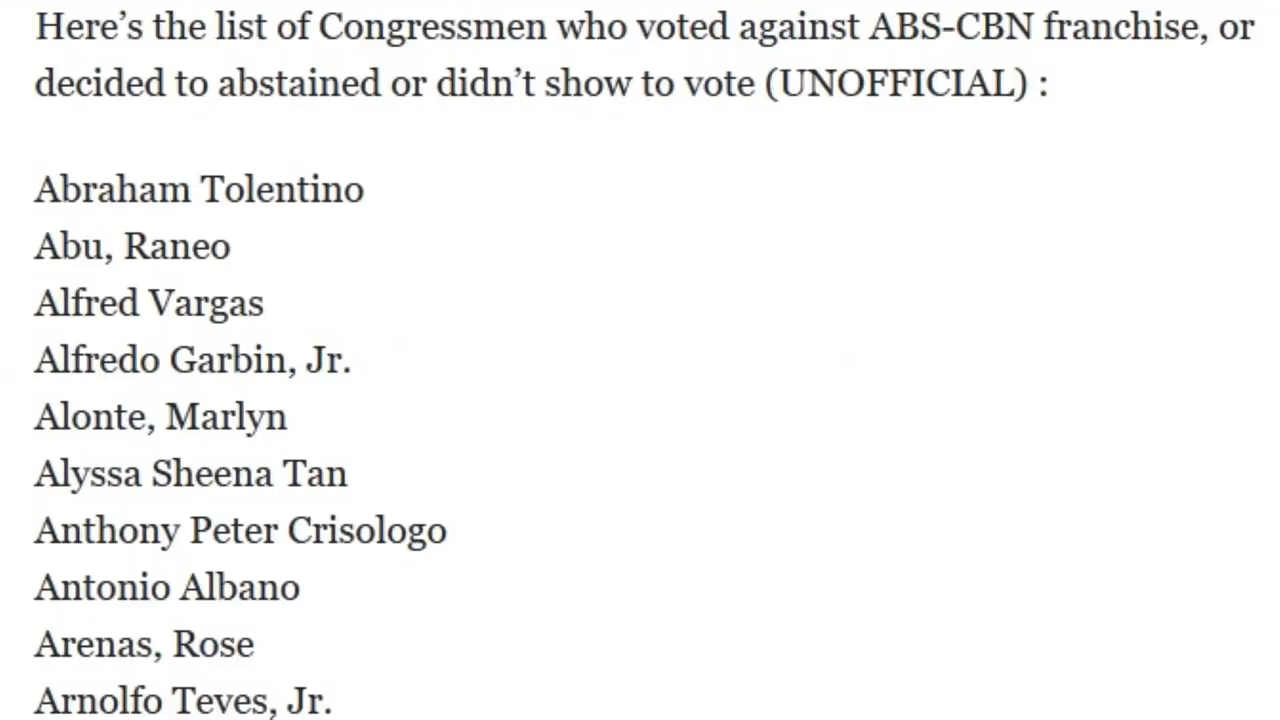 Here’s the list of Congressmen who voted against ABS-CBN franchise, or
decided to abstained or didn’t show to vote (UNOFFICIAL) :
Abraham Tolentino
Abu, Raneo
Alfred Vargas
Alfredo Garbin, Jr.
Alonte, Marlyn
Alyssa Sheena Tan
Anthony Peter Crisologo
Antonio Albano
Arenas, Rose
Arnolfo Teves, Jr.